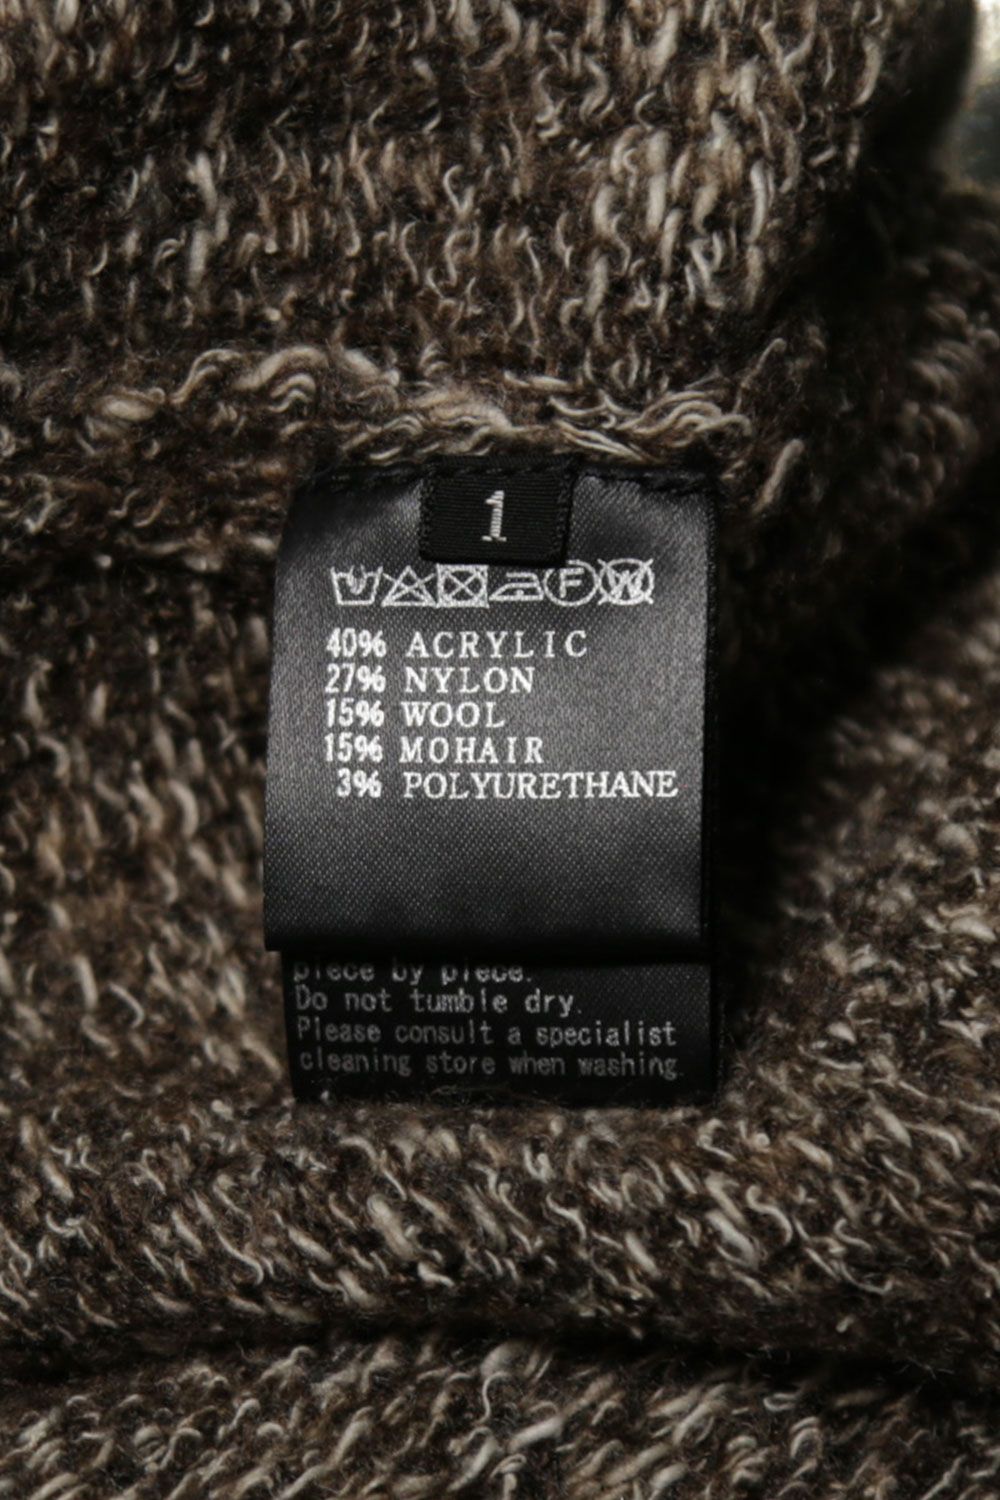 1
F W
40% ACRYLIC
27% NYLON
15% WOOL
15% MOHAIR
3% POLYURETHANE
piece by piece.
Do not tumble dry.
Please consult a specialist
cleaning store when washing.